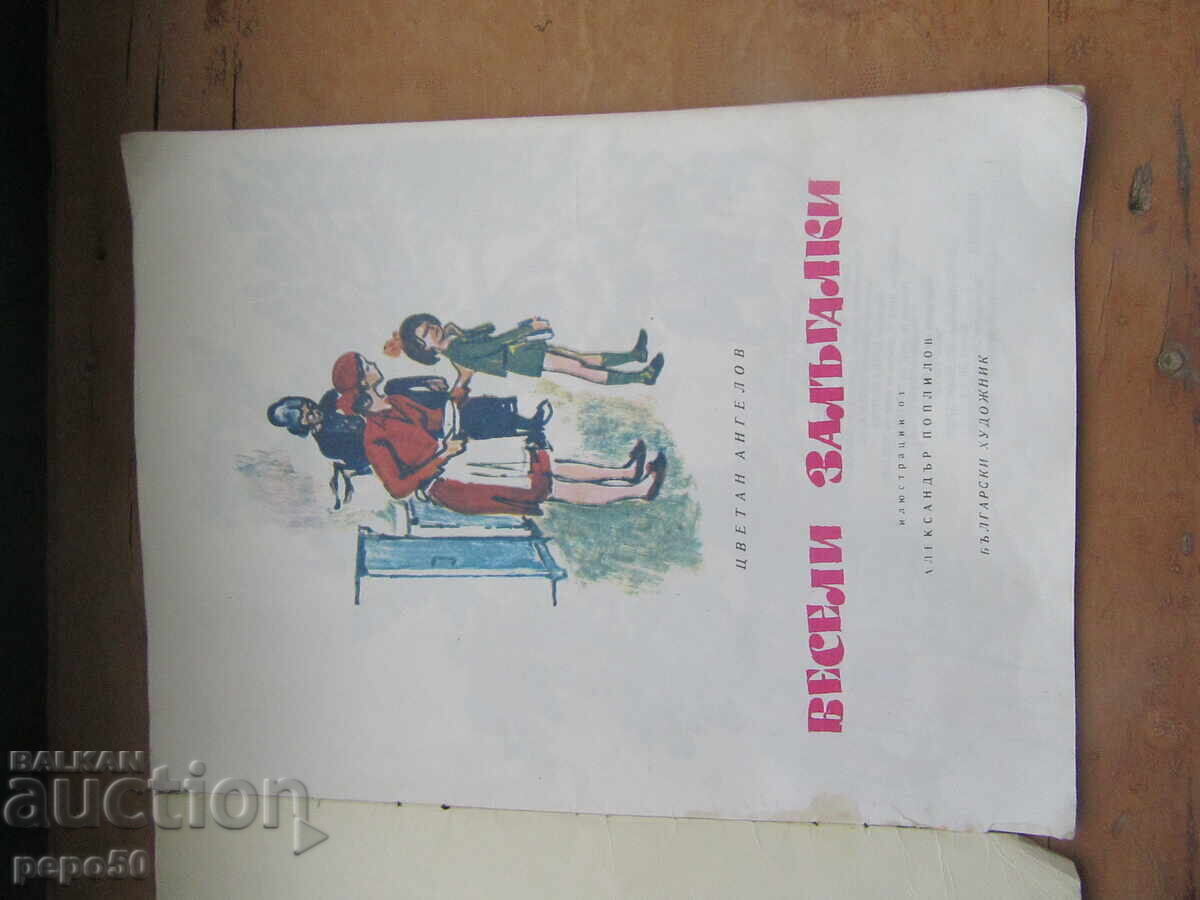 ЦВЕТАН АНГЕЛОВ
ВЕСЕЛИ ЗАЛЪГАЛКИ
илюстрации от
АЛЕКСАНДЪР ПОПЛИЛОВ
БЪЛГАРСКИ ХУДОЖНИК
BALKAN
auction
pepo50